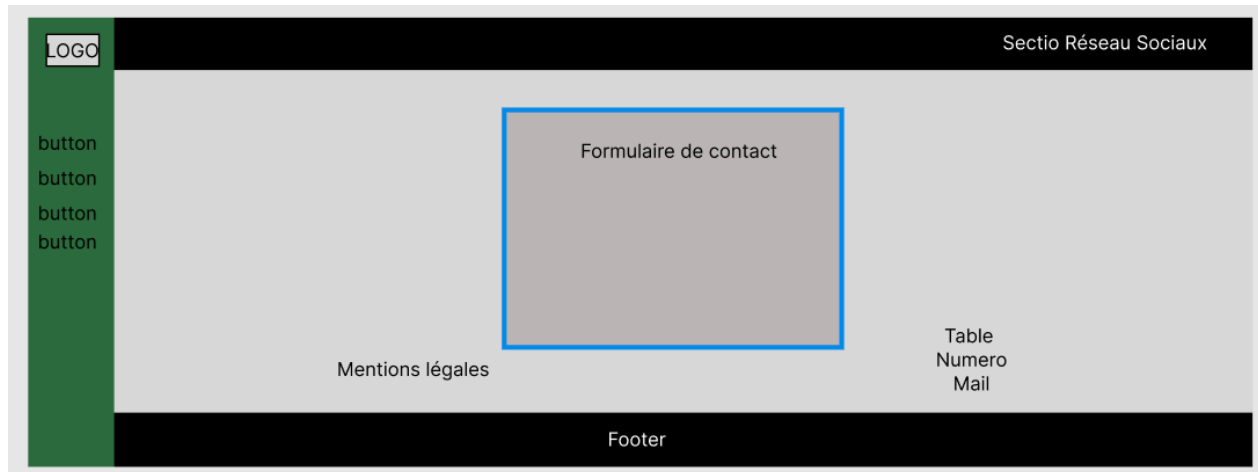 LOGO
Sectio Réseau Sociaux
button
button
button
button
Formulaire de contact
Mentions légales
Table
Numero
Mail
Footer